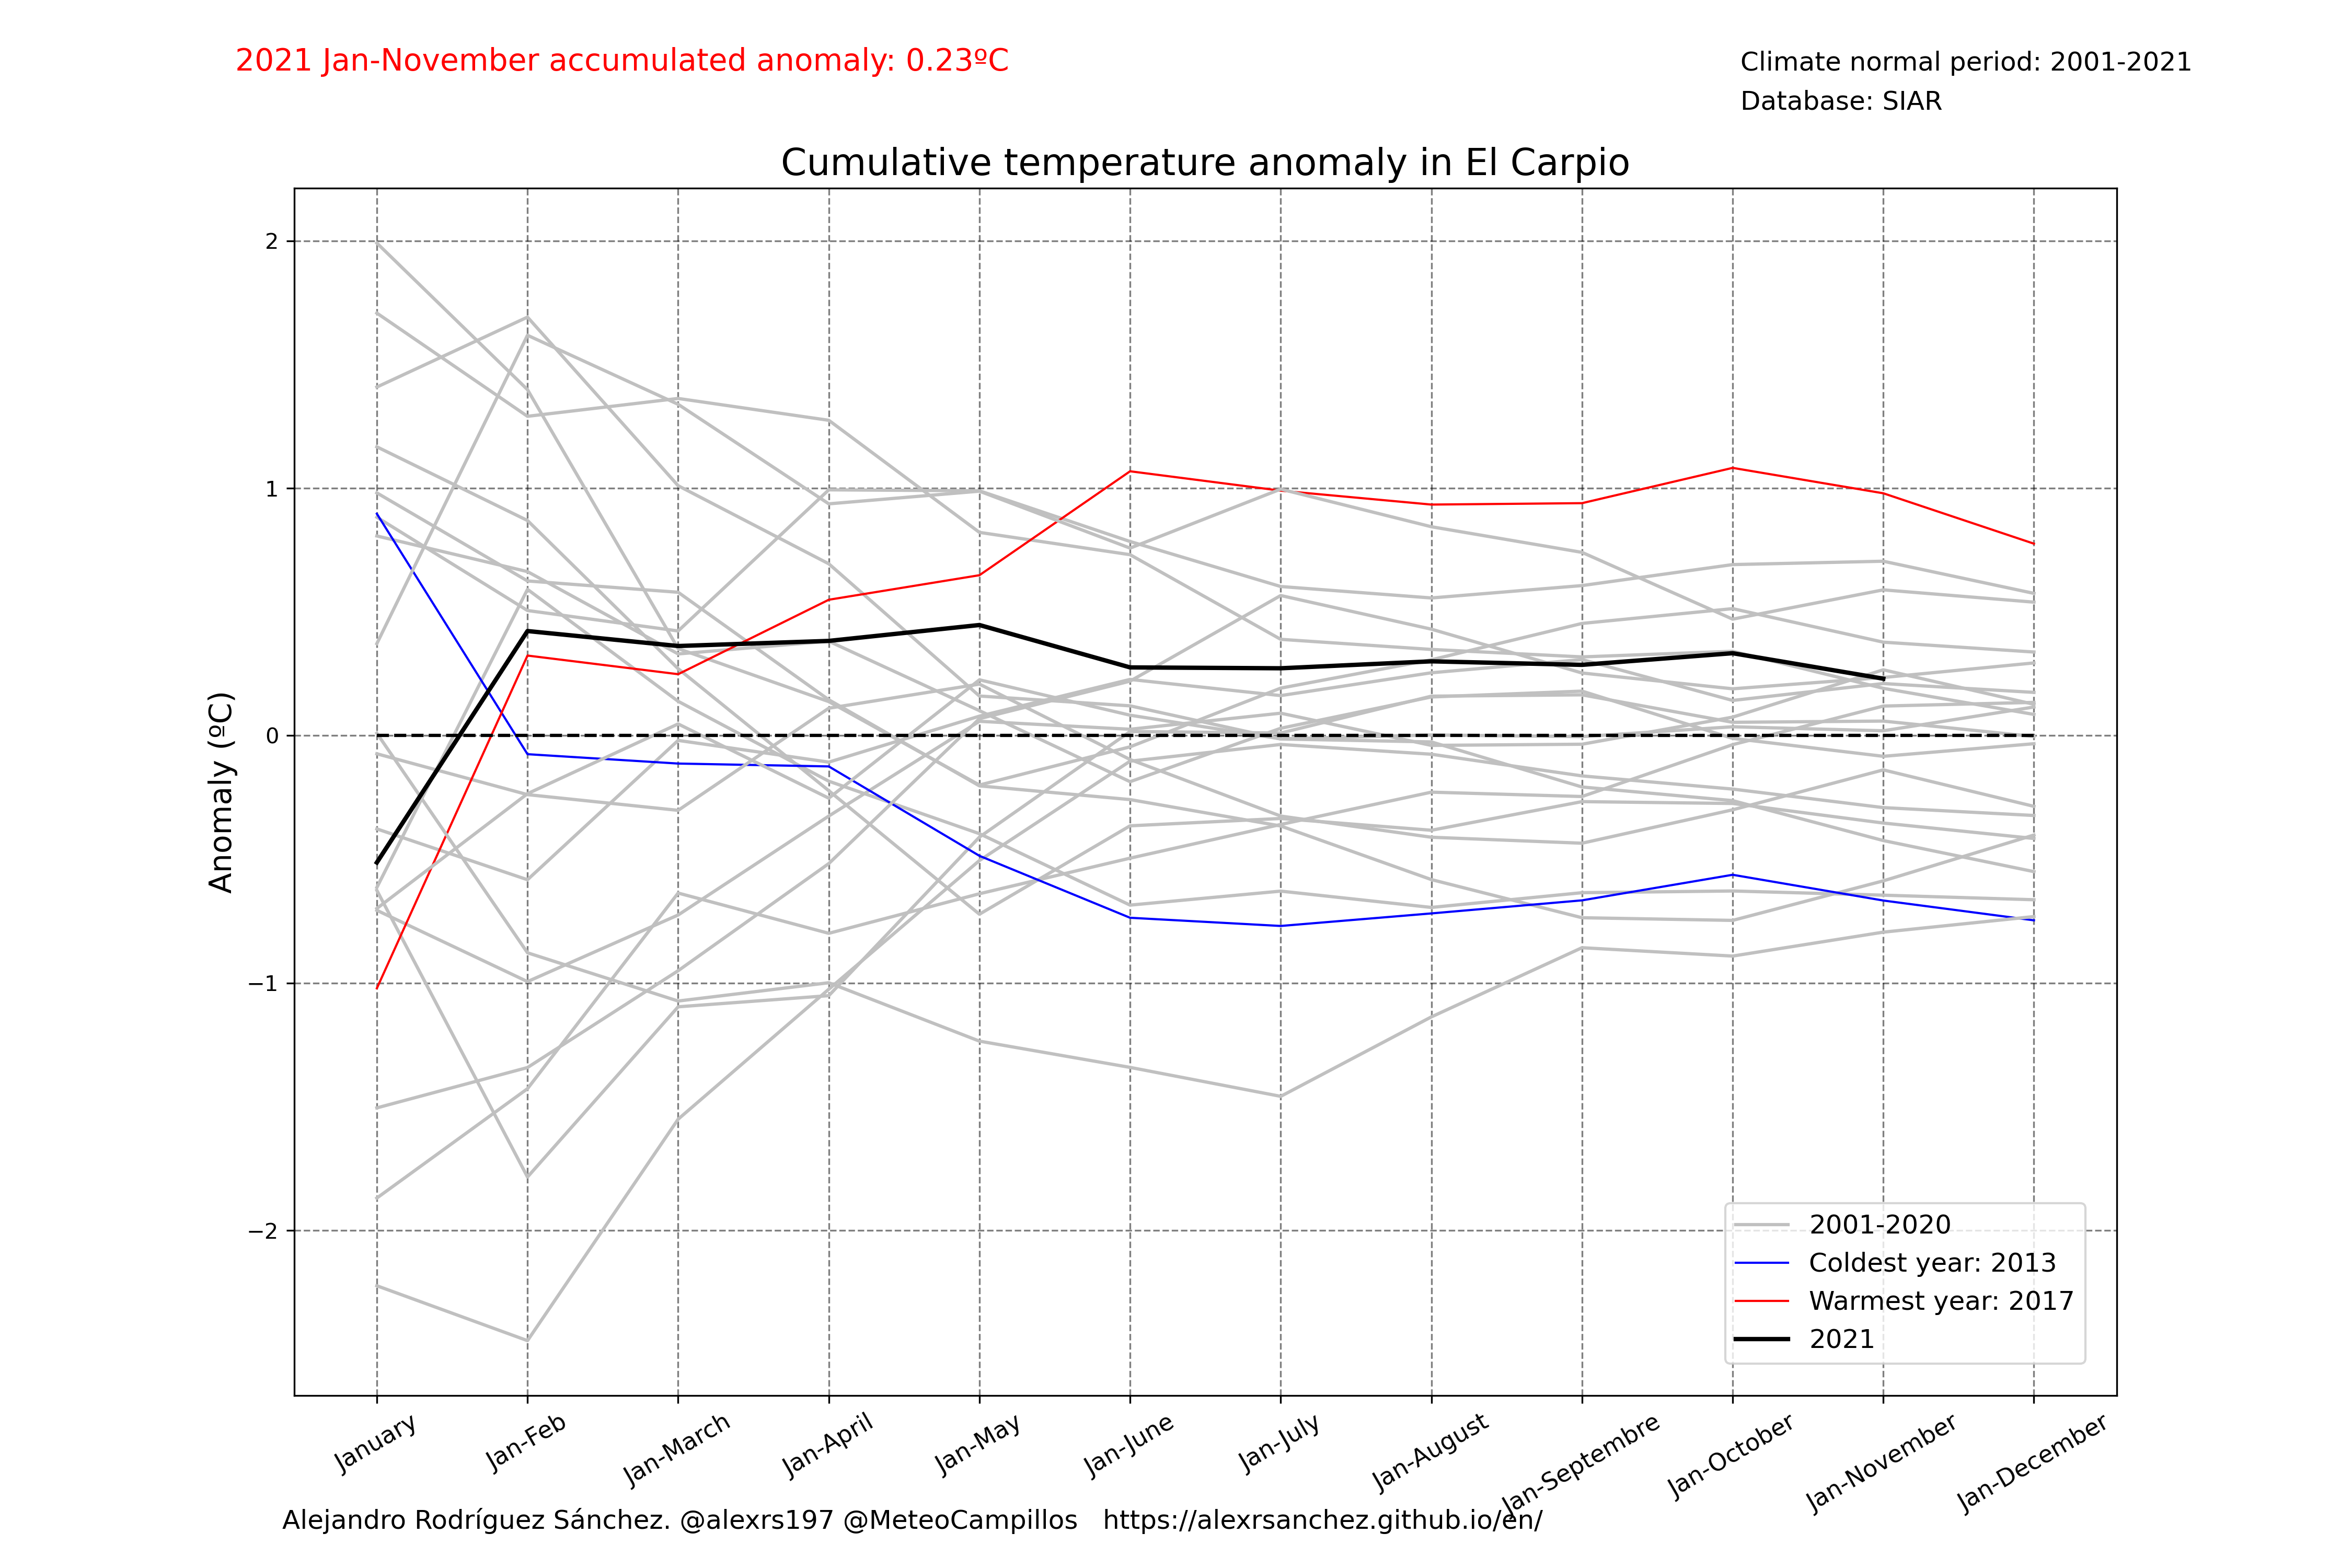 2021 Jan-November accumulated anomaly: 0.23ºC
Climate normal period: 2001-2021
Database: SIAR
Cumulative temperature anomaly in El Carpio
Anomaly (ºC)
2
1
0
−1
−2
2001-2020
Coldest year: 2013
Warmest year: 2017
2021
January
Jan-Feb
Jan-March
Jan-April
Jan-May
Jan-June
Jan-July
Jan-August
Jan-Septembre
Jan-October
Jan-November
Jan-December
Alejandro Rodríguez Sánchez. @alexrs197 @MeteoCampillos https://alexrsanchez.github.io/en/